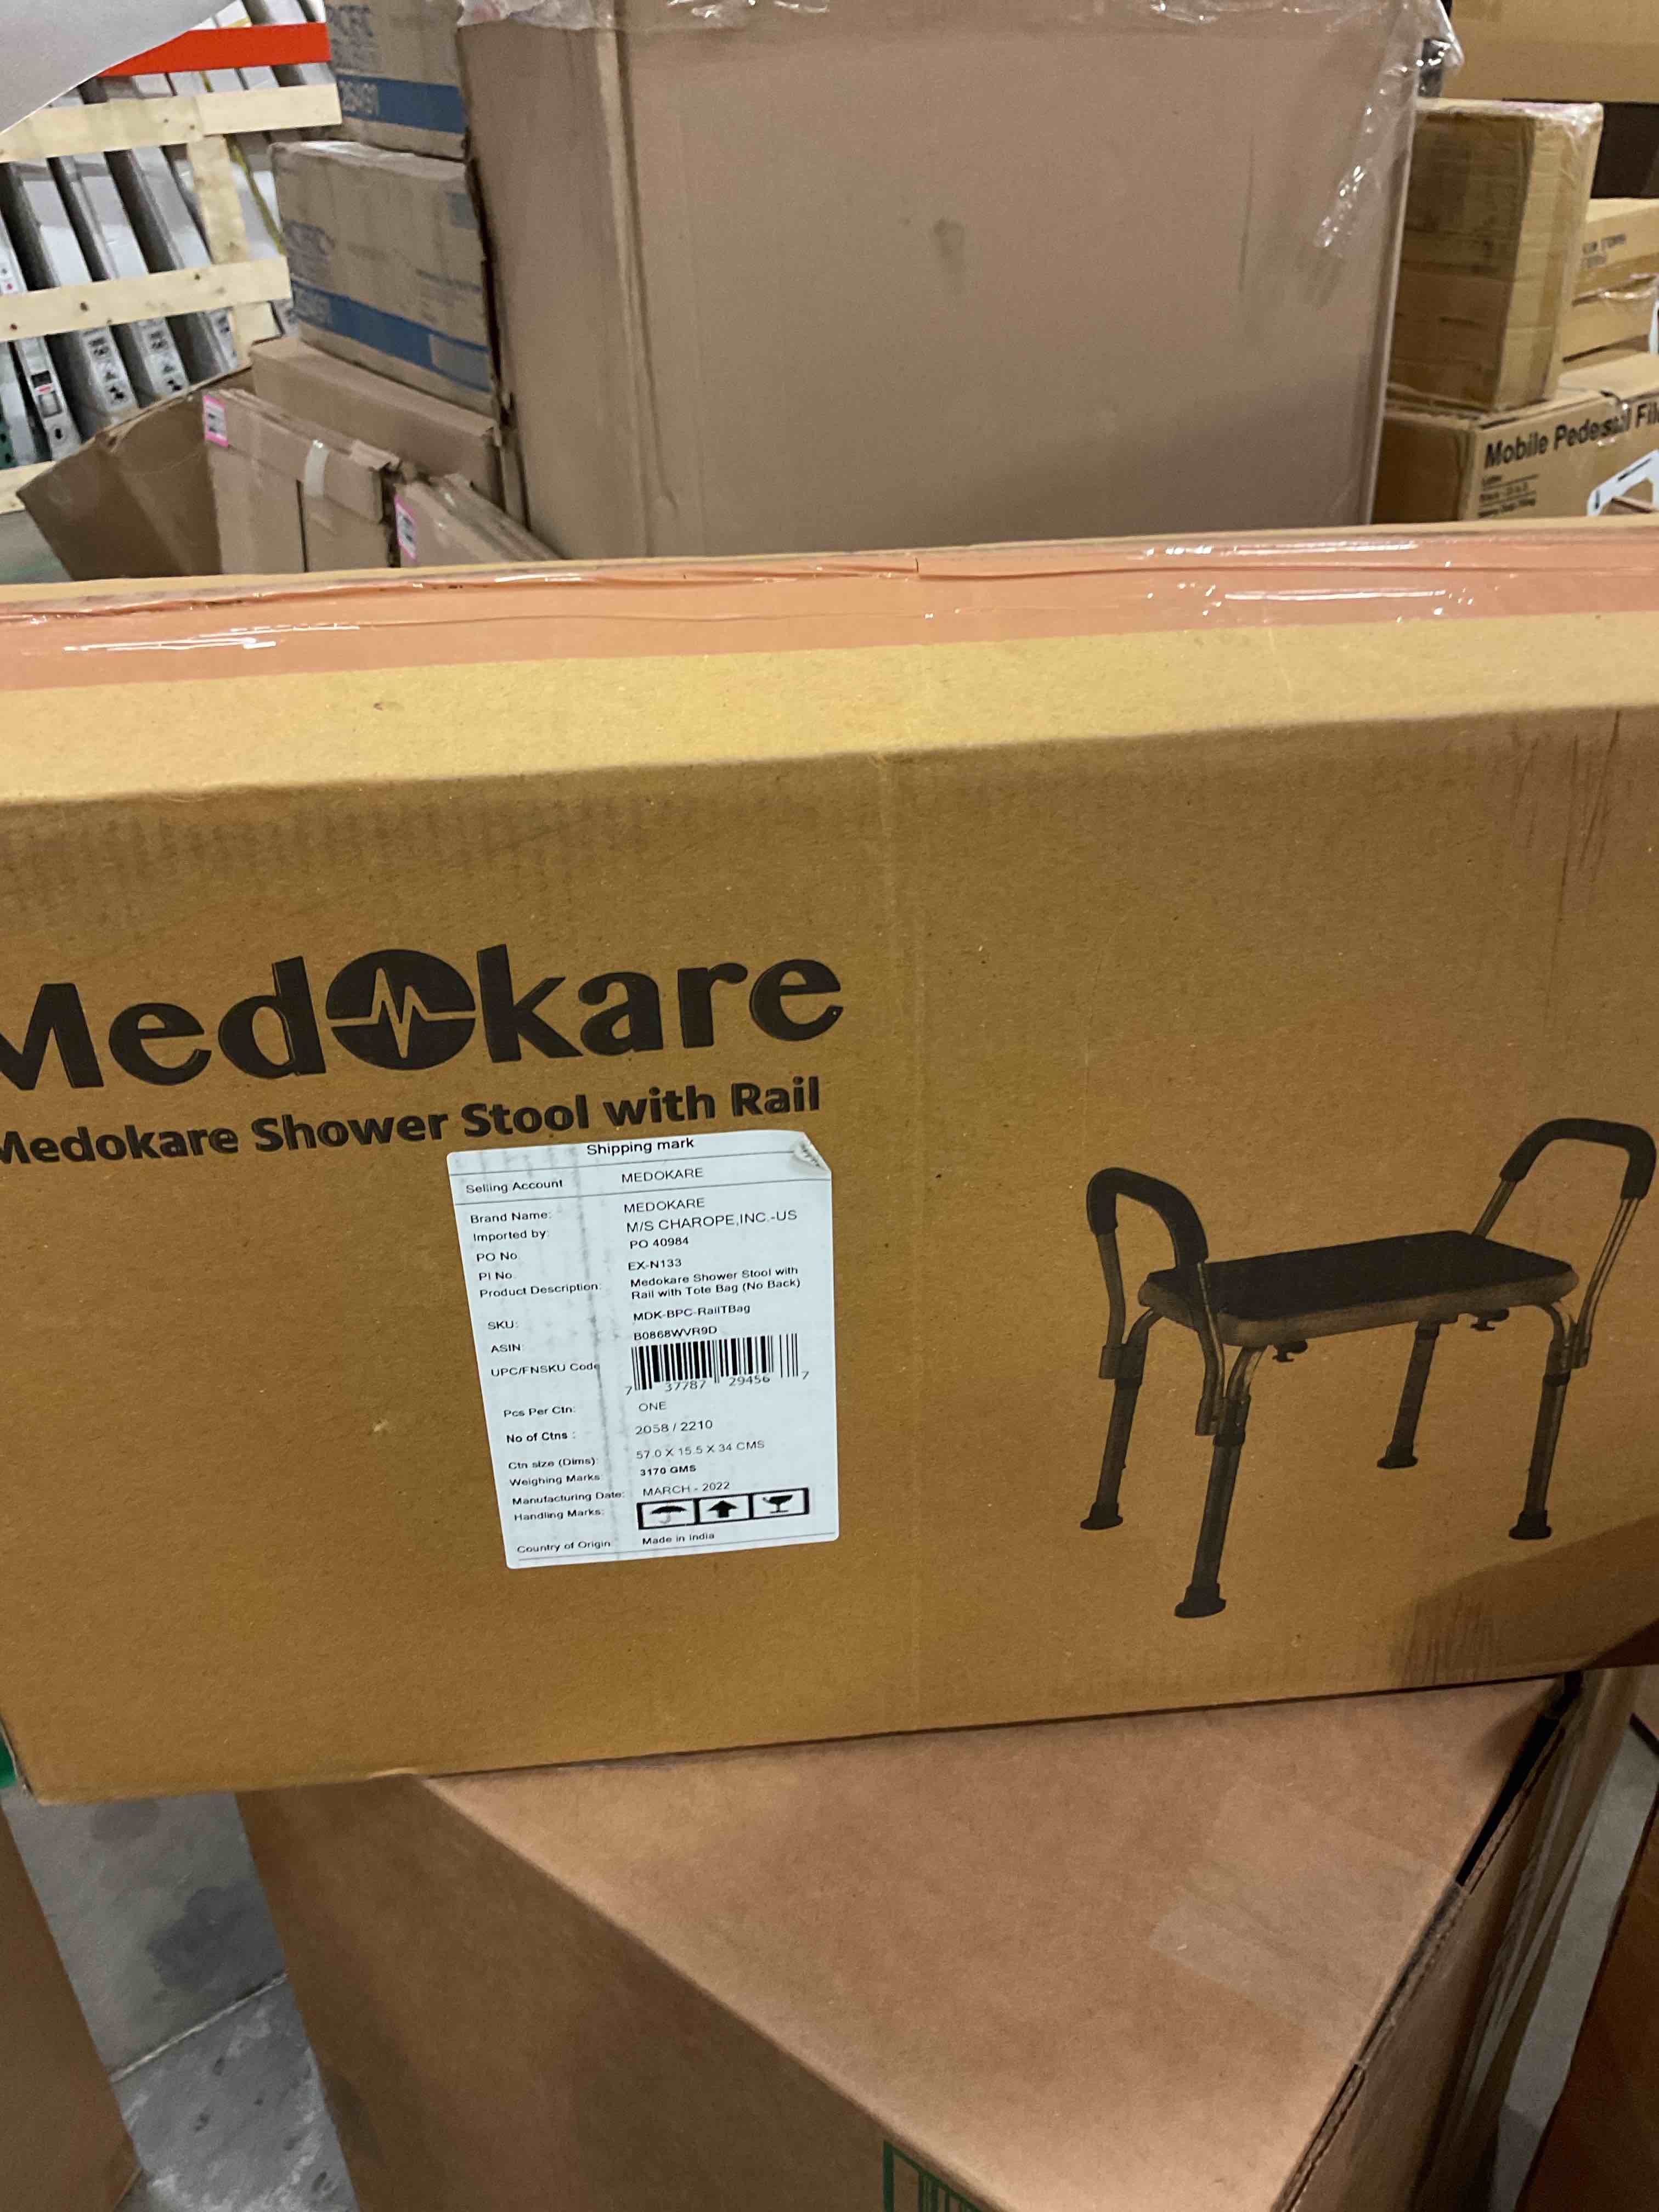 Mobile Pedestal
Medokare
Medokare Shower Stool with Rail
Shipping mark
Selling Account MEDOKARE
Brand Name: MEDOKARE
Imported by: M/S CHAROPE,INC.-US
PO No. PO 40984
PI No. EX-N133
Product Description: Medokare Shower Stool with
Rail with Tote Bag (No Back)
SKU: MDK-BPC-RailTBag
ASIN: B0868WVR9D
UPC/FNSKU Code
7 37787 29456 7
Pcs Per Ctn: ONE
No of Ctns : 2058 / 2210
Ctn size (Dims): 57.0 X 15.5 X 34 CMS
Weighing Marks 3170 GMS
Manufacturing Date: MARCH - 2022
Handling Marks:
Country of Origin: Made in India